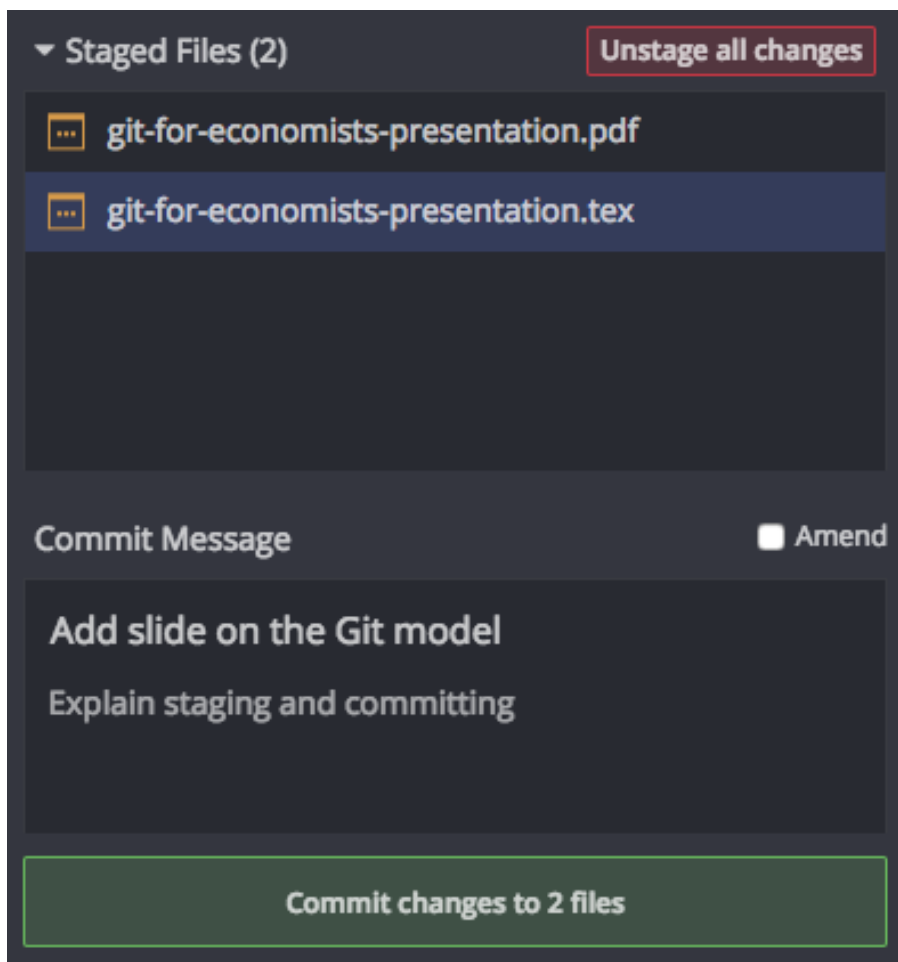 Staged Files (2)
Unstage all changes
git-for-economists-presentation.pdf
git-for-economists-presentation.tex
Commit Message
Amend
Add slide on the Git model
Explain staging and committing
Commit changes to 2 files